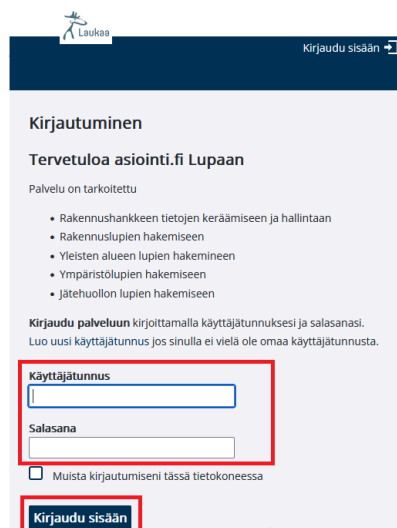 Laukaa
Kirjaudu sisään
Kirjautuminen
Tervetuloa asiointi.fi Lupaan
Palvelu on tarkoitettu
• Rakennushankkeen tietojen keräämiseen ja hallintaan
• Rakennuslupien hakemiseen
• Yleisten alueen lupien hakemineen
• Ympäristölupien hakemiseen
• Jätehuollon lupien hakemiseen
Kirjaudu palveluun kirjoittamalla käyttäjätunnuksesi ja salasanasi.
Luo uusi käyttäjätunnus jos sinulla ei vielä ole omaa käyttäjätunnusta.
Käyttäjätunnus
Salasana
Muista kirjautumiseni tässä tietokoneessa
Kirjaudu sisään